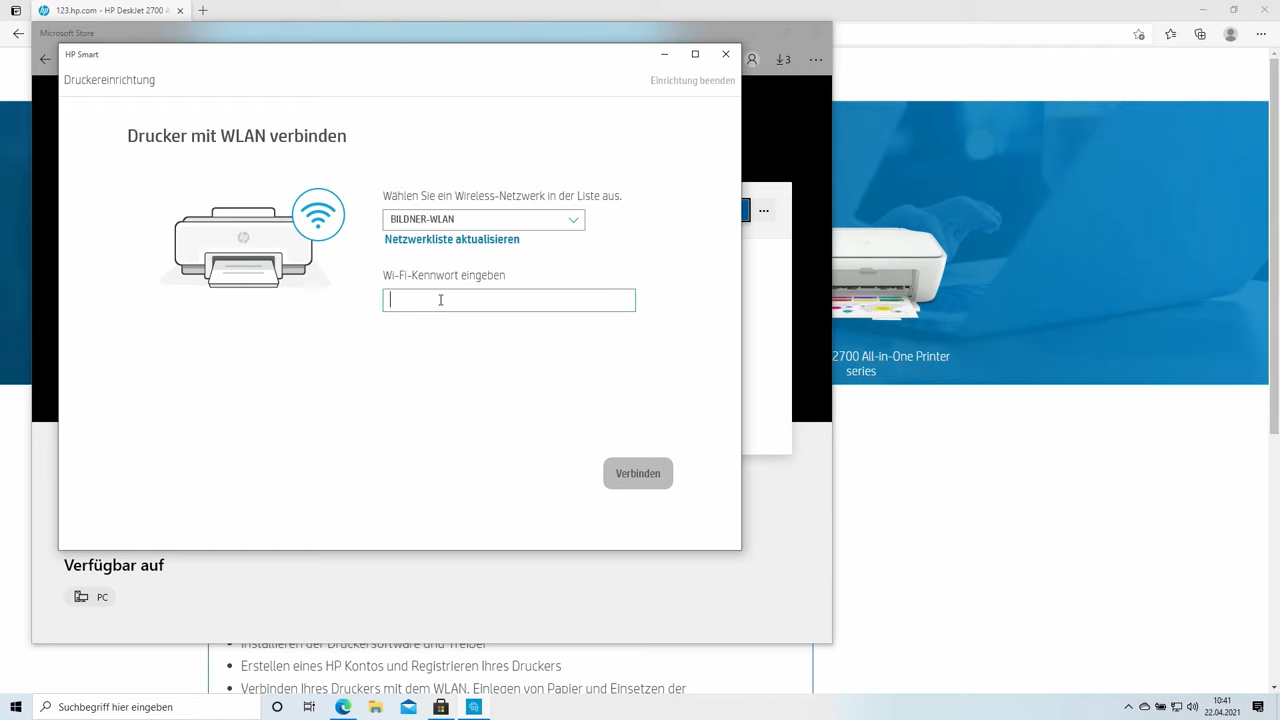 123.hp.com - HP DeskJet 2700 A
Microsoft Store
HP Smart
Druckereinrichtung
Einrichtung beenden
3
Drucker mit WLAN verbinden
Wählen Sie ein Wireless-Netzwerk in der Liste aus.
BILDNER-WLAN
Netzwerkliste aktualisieren
Wi-Fi-Kennwort eingeben
hp
2700 All-in-One Printer
series
Verbinden
Verfügbar auf
PC
Installieren der Druckersoftware und Treiber
Erstellen eines HP Kontos und Registrieren Ihres Druckers
Verbinden Ihres Druckers mit dem WLAN, Einlegen von Papier und Einsetzen der
Suchbegriff hier eingeben
10:41
22.04.2021